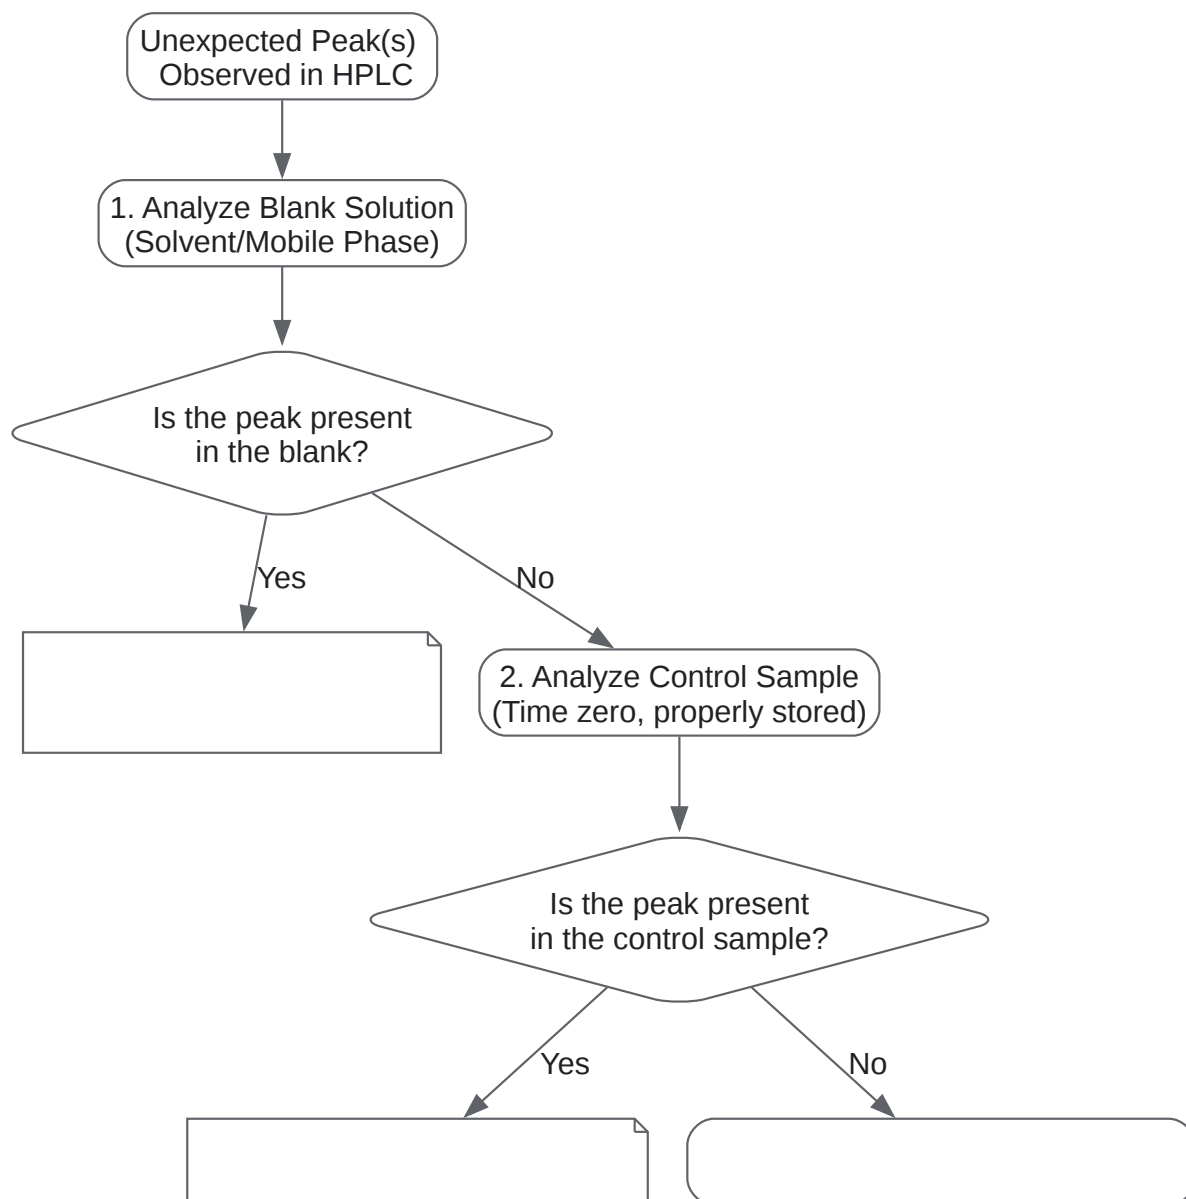 Unexpected Peak(s)
Observed in HPLC
1. Analyze Blank Solution
(Solvent/Mobile Phase)
Is the peak present
in the blank?
Yes
No
2. Analyze Control Sample
(Time zero, properly stored)
Is the peak present
in the control sample?
Yes
No